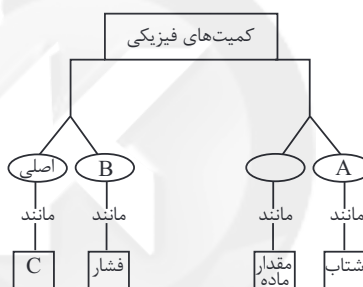 کمیت‌های فیزیکی
A
B
اصلی
مانند
مانند
مانند
مانند
شتاب
مقدار
ماده
فشار
C